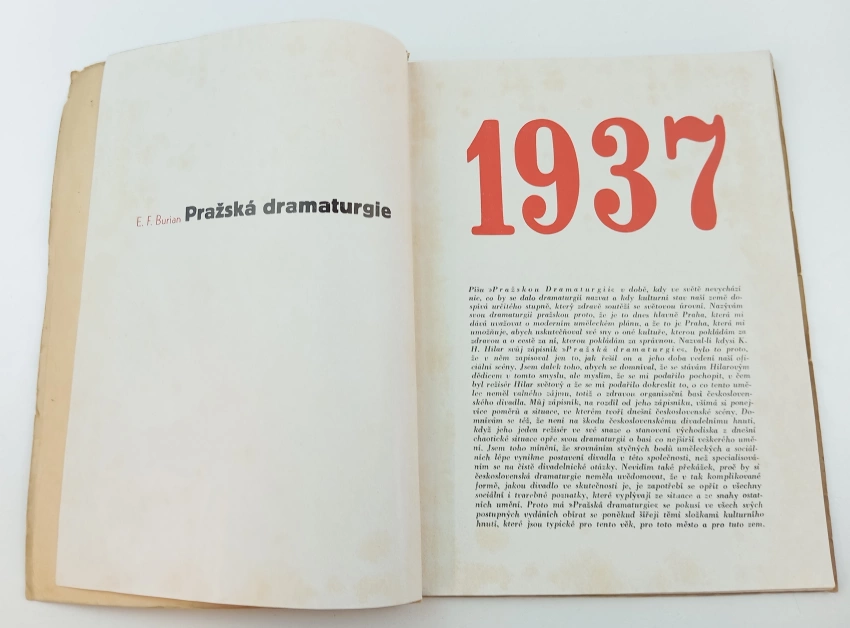 E. F. Burian Pražská dramaturgie
1937
Píšu »Pražskou Dramaturgii« v době, kdy ve světě nevychází
nic, co by se dalo dramaturgií nazvat a kdy kulturní stav naší země do-
spívá určitého stupně, který zdravě soutěží se světovou úrovní. Nazývám
svou dramaturgii pražskou proto, že je to dnes hlavně Praha, která mi
dává uvažovat o moderním uměleckém plánu, a že to je Praha, která mi
umožňuje, abych uskutečňoval své sny o oné kultuře, kterou pokládám za
zdravou a o cestě za ní, kterou pokládám za správnou. Nazval-li kdysi K.
H. Hilar svůj zápisník »Pražská dramaturgie«, bylo to proto,
že v něm zapisoval jen to, jak řešil on a jeho doba vedení naší ofi-
ciální scény. Jsem dalek toho, abych se domníval, že se stávám Hilarovým
dědicem v tomto smyslu, ale myslím, že se mi podařilo pochopit, v čem
byl režisér Hilar světový a že se mi podařilo dokreslit to, o co tento umě-
lec neměl valného zájmu, totiž o zdravou organisační basi českosloven-
ského divadla. Můj zápisník, na rozdíl od jeho zápisníku, všímá si ponej-
více poměrů a situace, ve kterém tvoří dnešní československé scény. Do-
mnívám se též, že není na škodu československému divadelnímu hnutí,
když jeho jeden režisér ve své snaze o stanovení východiska z dnešní
chaotické situace opře svou dramaturgii o basi co nejširší veškerého umě-
ní. Jsem toho mínění, že srovnáním styčných bodů uměleckých a sociál-
ních lépe vynikne postavení divadla v této společnosti, než specialisová-
ním se na čistě divadelnické otázky. Nevidím také překážek, proč by si
československá dramaturgie neměla uvědomovat, že v tak komplikované
formě, jakou divadlo ve skutečnosti je, je zapotřebí se opřít o všechny
sociální i tvarebné poznatky, které vyplývají ze situace a ze snahy ostat-
ních umění. Proto má »Pražská dramaturgie« se pokusí ve všech svých
postupných vydáních obírat se poněkud šířeji těmi složkami kulturního
hnutí, které jsou typické pro tento věk, pro toto město a pro tuto zem.